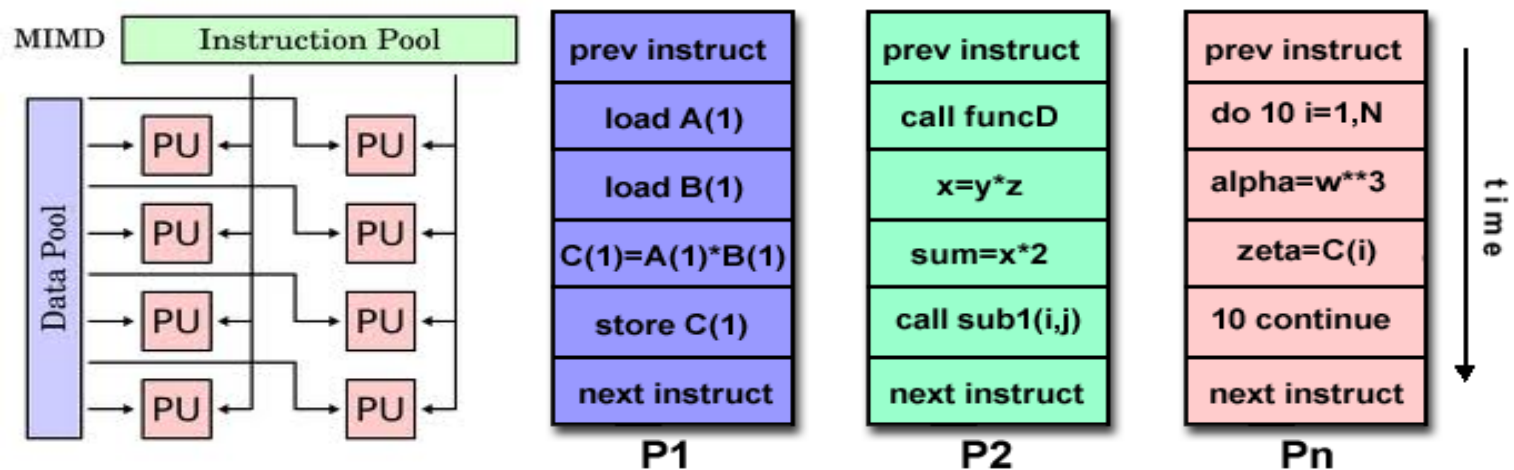 MIMD
Instruction Pool
Data Pool
PU
PU
PU
PU
PU
PU
PU
PU
prev instruct
load A(1)
load B(1)
C(1)=A(1)*B(1)
store C(1)
next instruct
P1
prev instruct
call funcD
x=y*z
sum=x*2
call sub1(i,j)
next instruct
P2
prev instruct
do 10 i=1,N
alpha=w**3
zeta=C(i)
10 continue
next instruct
Pn
time